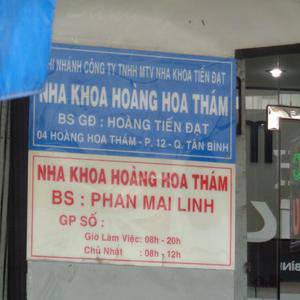 CHI NHÁNH CÔNG TY TNHH MTV NHA KHOA TIẾN ĐẠT
NHA KHOA HOÀNG HOA THÁM
BS GĐ : HOÀNG TIẾN ĐẠT
04 HOÀNG HOA THÁM - P. 12 - Q. TÂN BÌNH
NHA KHOA HOÀNG HOA THÁM
BS : PHAN MAI LINH
GP SỐ :
Giờ Làm Việc: 08h - 20h
Chủ Nhật : 08h - 12h